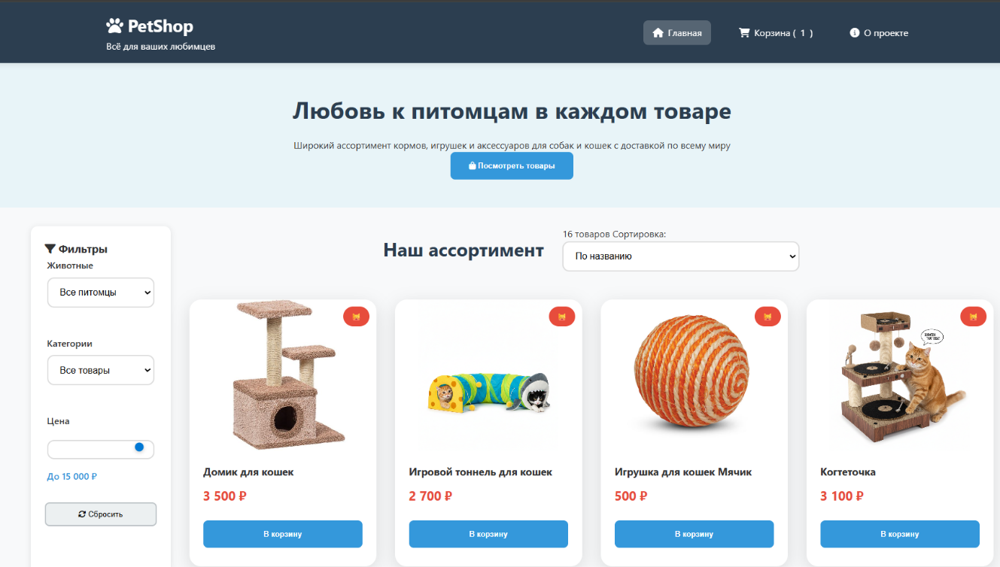 PetShop
Всё для ваших любимцев
Главная
Корзина ( 1 )
О проекте
Любовь к питомцам в каждом товаре
Широкий ассортимент кормов, игрушек и аксессуаров для собак и кошек с доставкой по всему миру
Посмотреть товары
Фильтры
Животные
Все питомцы
Категории
Все товары
Цена
До 15 000 ₽
Сбросить
Наш ассортимент
16 товаров Сортировка:
По названию
Домик для кошек
3 500 ₽
В корзину
Игровой тоннель для кошек
2 700 ₽
В корзину
Игрушка для кошек Мячик
500 ₽
В корзину
Когтеточка
3 100 ₽
В корзину